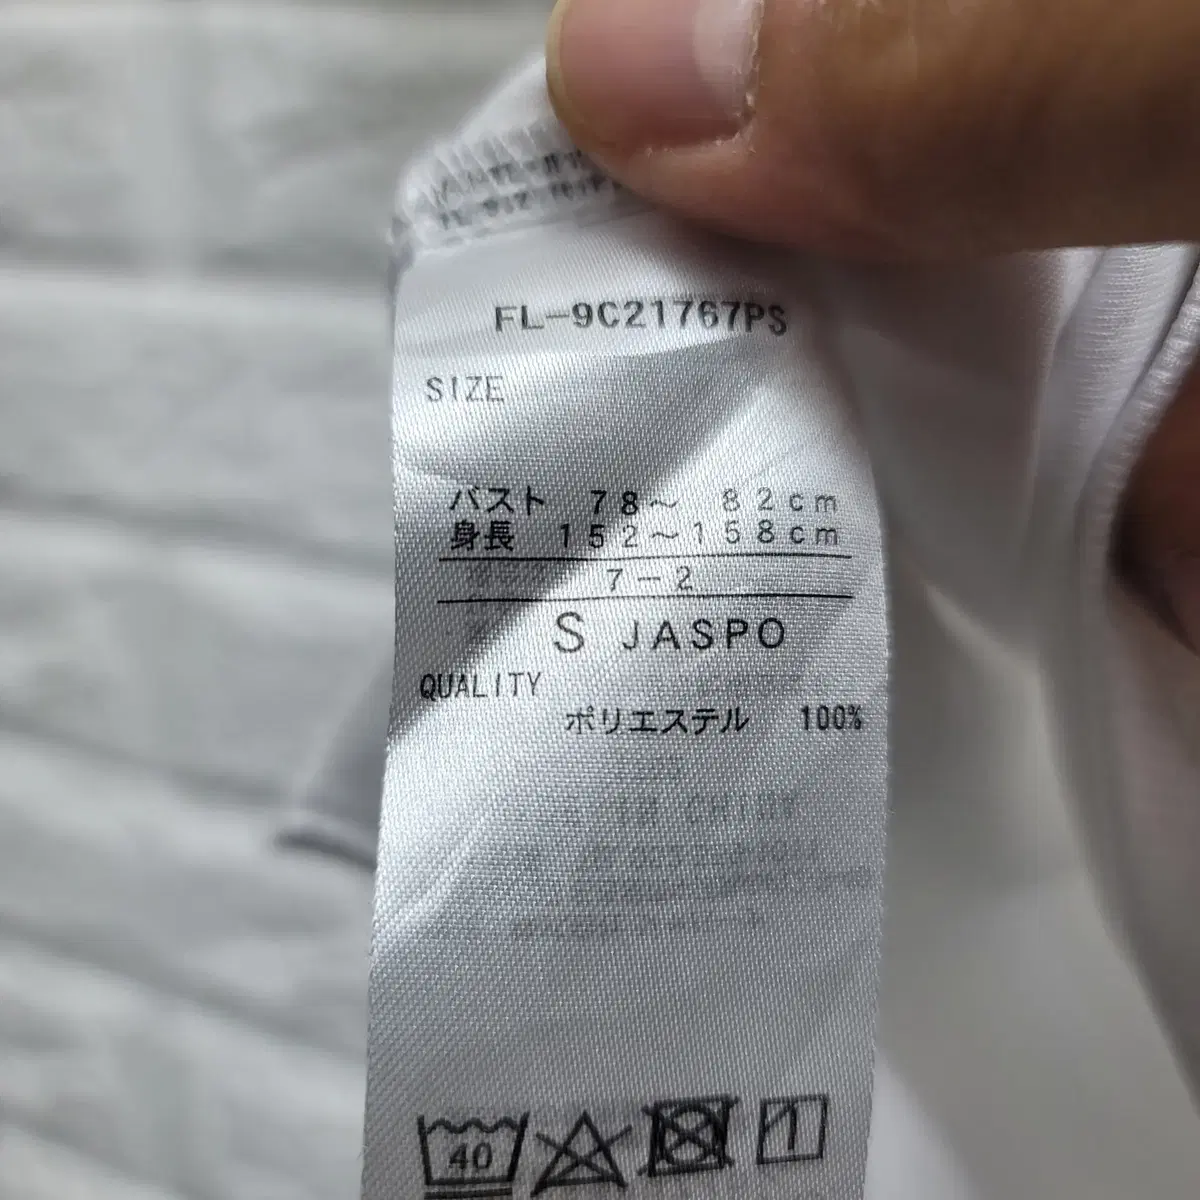 FL-9C21767PS
SIZE
バスト 78～ 82cm
身長 152～158cm
7-2
S JASPO
QUALITY
ポリエステル 100%
40